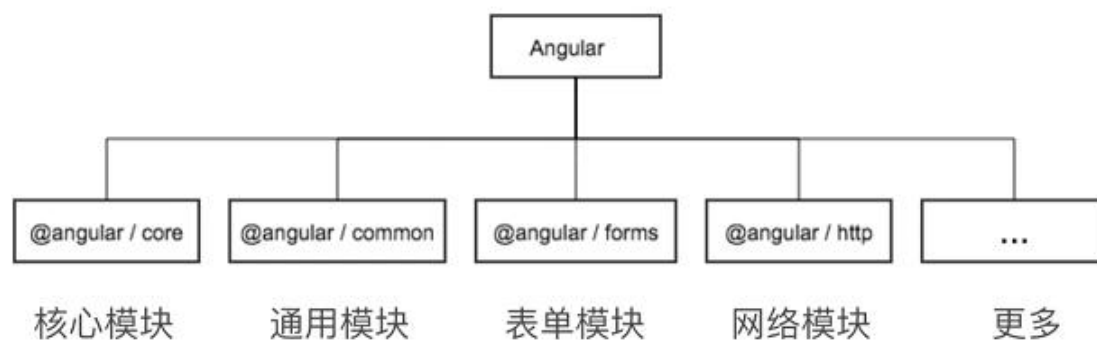 Angular
@angular / core
@angular / common
@angular / forms
@angular / http
...
核心模块
通用模块
表单模块
网络模块
更多